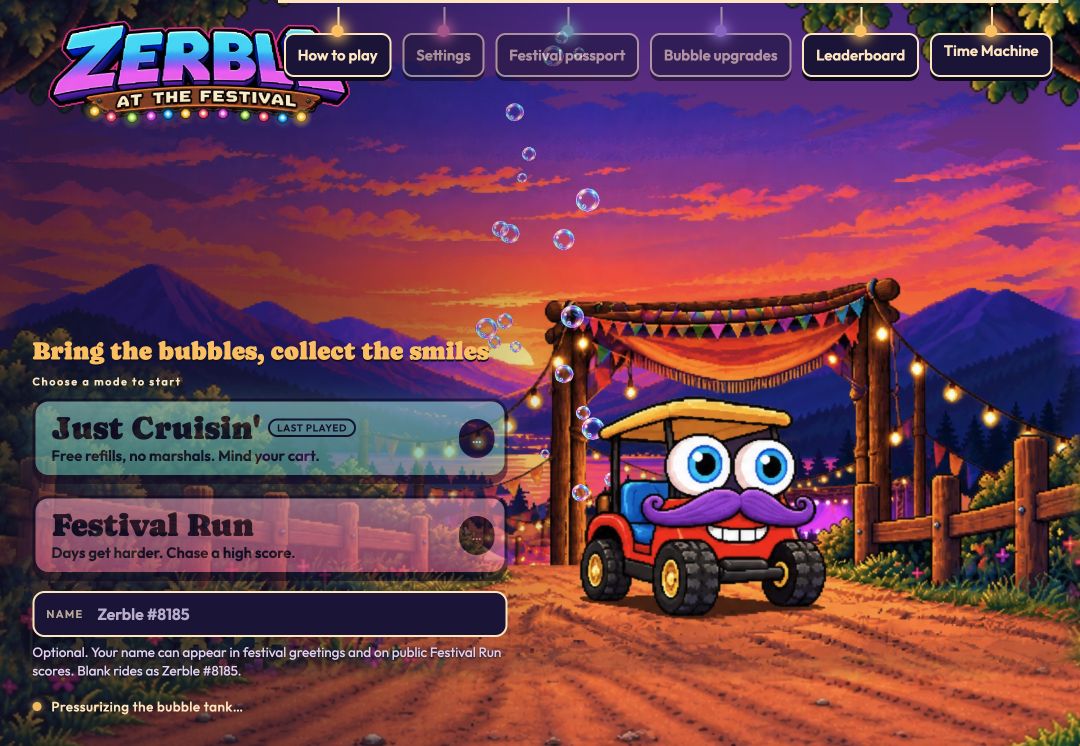 ZERBLE
AT THE FESTIVAL
How to play
Settings
Festival passport
Bubble upgrades
Leaderboard
Time Machine
Bring the bubbles, collect the smiles
Choose a mode to start
Just Cruisin' LAST PLAYED
Free refills, no marshals. Mind your cart.
...
Festival Run
Days get harder. Chase a high score.
...
NAME Zerble #8185
Optional. Your name can appear in festival greetings and on public Festival Run
scores. Blank rides as Zerble #8185.
Pressurizing the bubble tank…